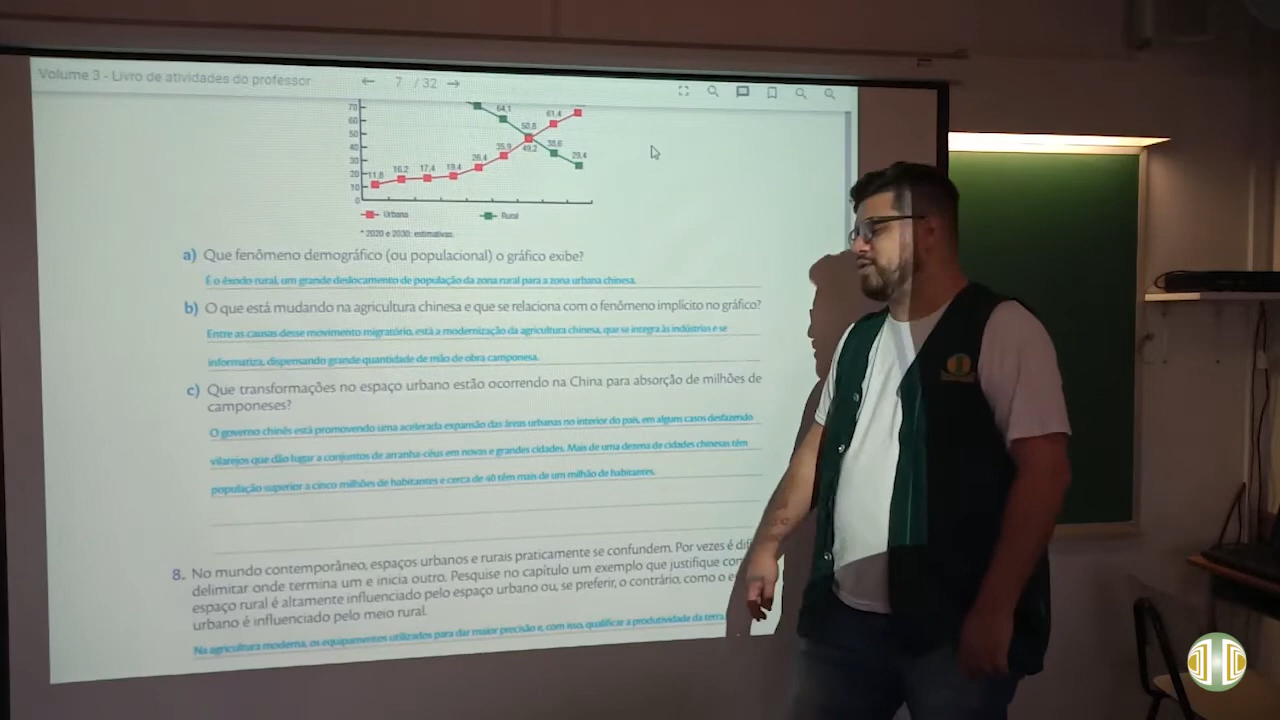 Volume 3 - Livro de atividades do professor
← 7 / 32 →
70
60
50
40
30
20
10
0
64,1
61,4
50,8
49,2
38,6
35,9
29,4
26,4
19,4
17,4
16,2
11,8
Urbana Rural
* 2020 e 2030: estimativas.
a) Que fenômeno demográfico (ou populacional) o gráfico exibe?
É o êxodo rural, um grande deslocamento de população da zona rural para a zona urbana chinesa.
b) O que está mudando na agricultura chinesa e que se relaciona com o fenômeno implícito no gráfico?
Entre as causas desse movimento migratório, está a modernização da agricultura chinesa, que se integra às indústrias e se
informatiza, dispensando grande quantidade de mão de obra camponesa.
c) Que transformações no espaço urbano estão ocorrendo na China para absorção de milhões de
camponeses?
O governo chinês está promovendo uma acelerada expansão das áreas urbanas no interior do país, em alguns casos desfazendo
vilarejos que dão lugar a conjuntos de arranha-céus em novas e grandes cidades. Mais de uma dezena de cidades chinesas têm
população superior a cinco milhões de habitantes e cerca de 40 têm mais de um milhão de habitantes.
8. No mundo contemporâneo, espaços urbanos e rurais praticamente se confundem. Por vezes é difí
delimitar onde termina um e inicia outro. Pesquise no capítulo um exemplo que justifique com
espaço rural é altamente influenciado pelo espaço urbano ou, se preferir, o contrário, como o e
urbano é influenciado pelo meio rural.
Na agricultura moderna, os equipamentos utilizados para dar maior precisão e, com isso, qualificar a produtividade da terra.